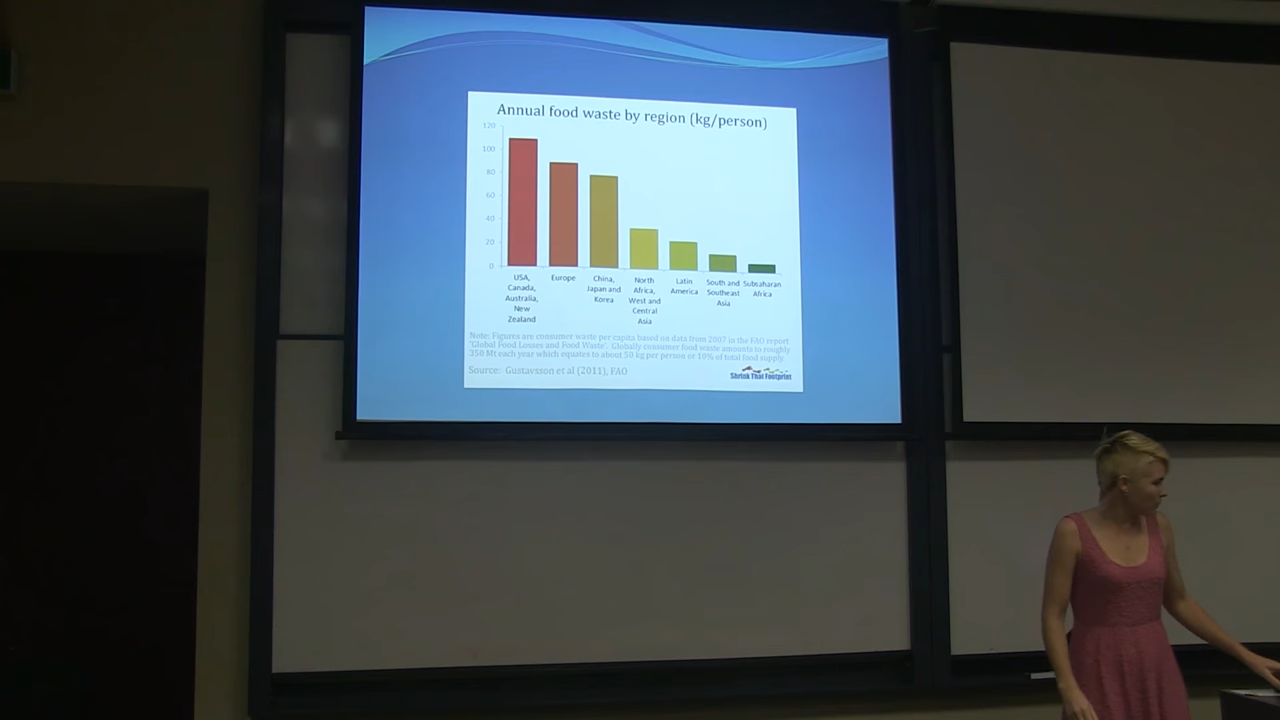 Annual food waste by region (kg/person)
120
100
80
60
40
20
0
USA,
Canada,
Australia,
New
Zealand
Europe
China,
Japan and
Korea
North
Africa,
West and
Central
Asia
Latin
America
South and
Southeast
Asia
Subsaharan
Africa
Note: Figures are consumer waste per capita based on data from 2007 in the FAO report
'Global Food Losses and Food Waste'. Globally consumer food waste amounts to roughly
350 Mt each year which equates to about 50 kg per person or 10% of total food supply
Source: Gustavsson et al (2011), FAO
Shrink That Footprint